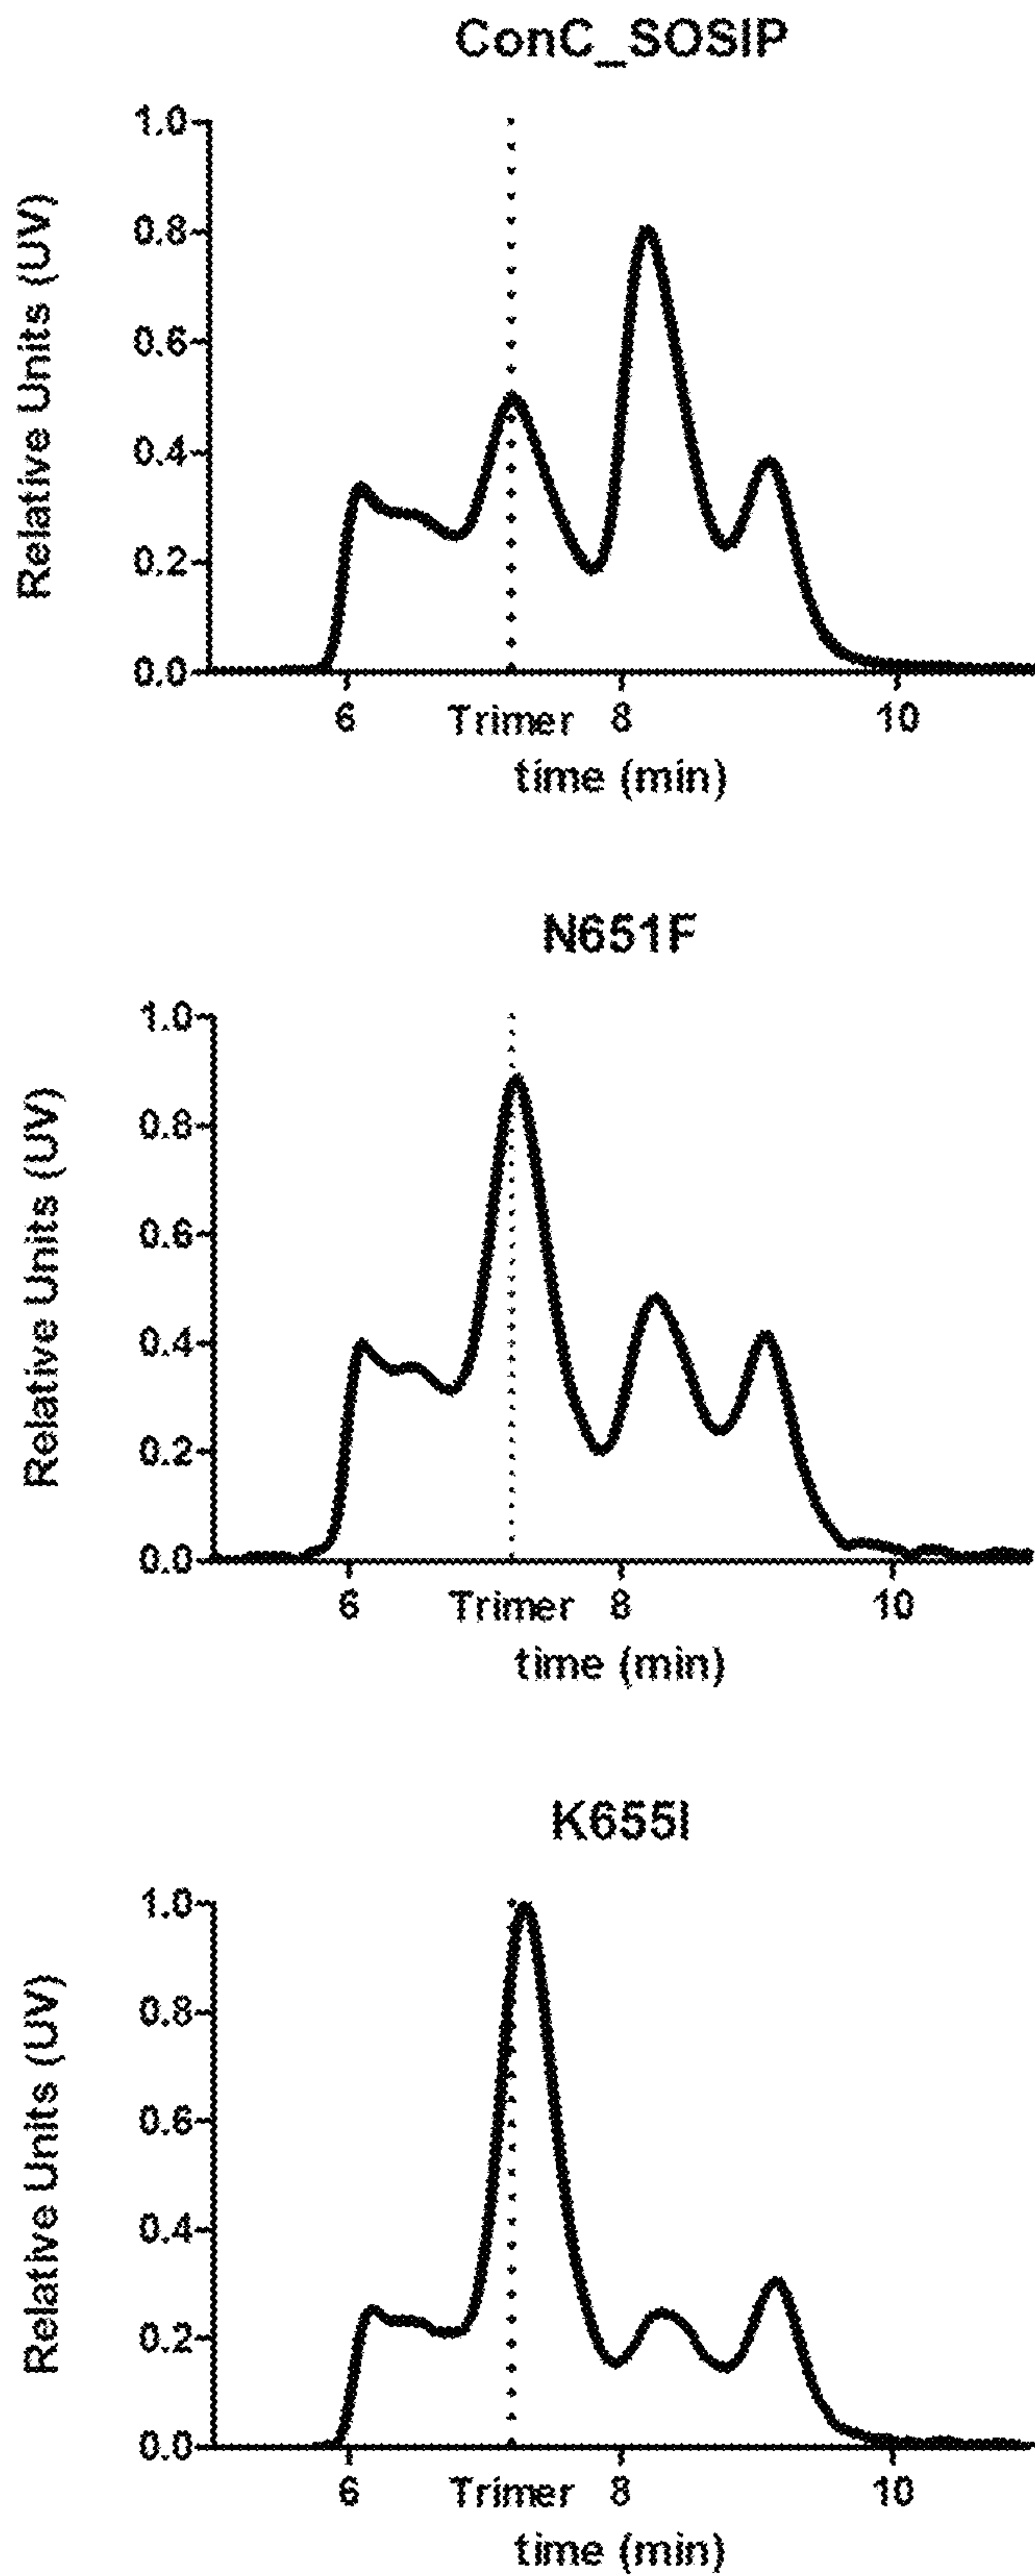 ConC_SOSIP
Relative Units (UV)
1.0
0.8
0.6
0.4
0.2
0.0
6 Trimer 8 10
time (min)
N651F
Relative Units (UV)
1.0
0.8
0.6
0.4
0.2
0.0
6 Trimer 8 10
time (min)
K655I
Relative Units (UV)
1.0
0.8
0.6
0.4
0.2
0.0
6 Trimer 8 10
time (min)